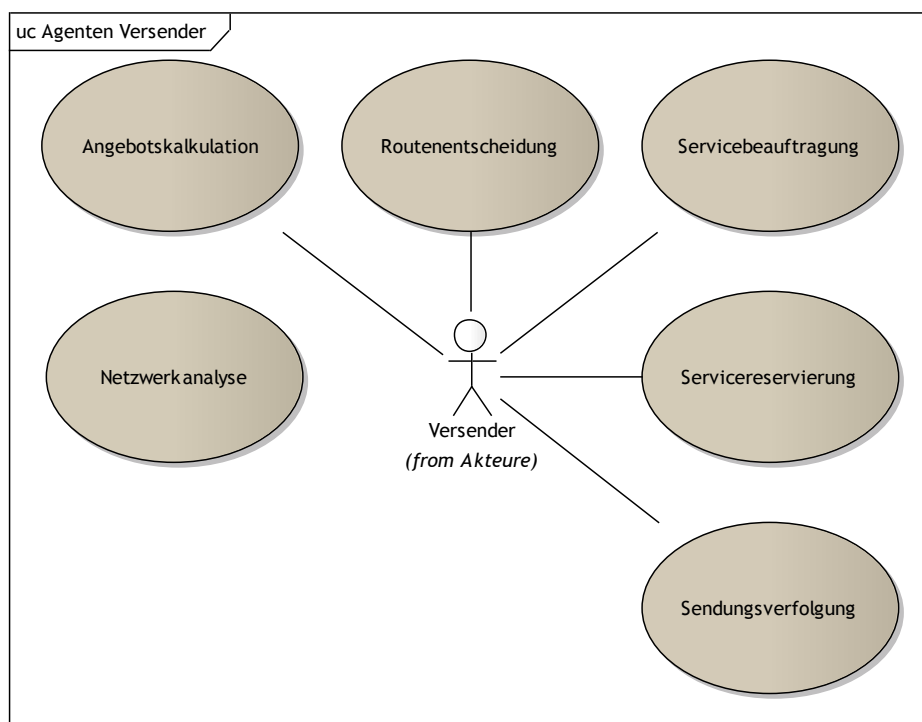 uc Agenten Versender
Angebotskalkulation
Routenentscheidung
Servicebeauftragung
Netzwerkanalyse
Servicereservierung
Versender
(from Akteure)
Sendungsverfolgung